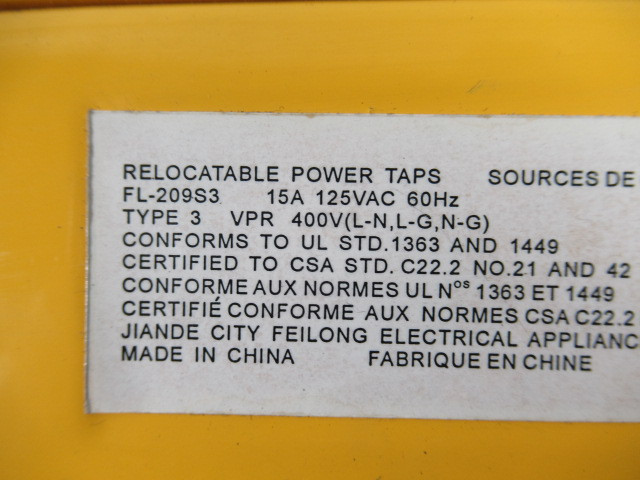 RELOCATABLE POWER TAPS SOURCES DE
FL-209S3 15A 125VAC 60Hz
TYPE 3 VPR 400V(L-N,L-G,N-G)
CONFORMS TO UL STD.1363 AND 1449
CERTIFIED TO CSA STD. C22.2 NO.21 AND 42
CONFORME AUX NORMES UL Nos 1363 ET 1449
CERTIFIÉ CONFORME AUX NORMES CSA C22.2
JIANDE CITY FEILONG ELECTRICAL APPLIANC
MADE IN CHINA FABRIQUE EN CHINE